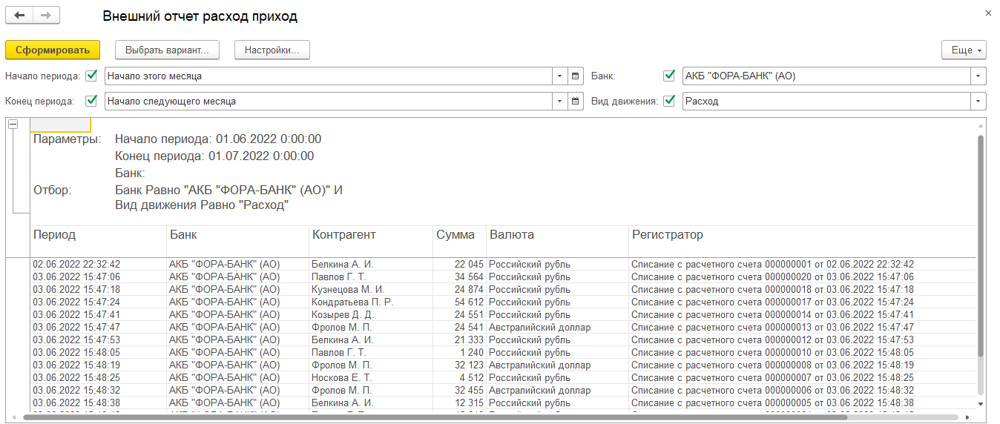 Внешний отчет расход приход
Сформировать Выбрать вариант... Настройки... Еще
Начало периода: Начало этого месяца Банк: АКБ "ФОРА-БАНК" (АО)
Конец периода: Начало следующего месяца Вид движения: Расход
Параметры: Начало периода: 01.06.2022 0:00:00
Конец периода: 01.07.2022 0:00:00
Банк:
Отбор: Банк Равно "АКБ "ФОРА-БАНК" (АО)" И
Вид движения Равно "Расход"
Период Банк Контрагент Сумма Валюта Регистратор
02.06.2022 22:32:42 АКБ "ФОРА-БАНК" (АО) Белкина А. И. 22 045 Российский рубль Списание с расчетного счета 000000001 от 02.06.2022 22:32:42
03.06.2022 15:47:06 АКБ "ФОРА-БАНК" (АО) Павлов Г. Т. 34 564 Российский рубль Списание с расчетного счета 000000020 от 03.06.2022 15:47:06
03.06.2022 15:47:18 АКБ "ФОРА-БАНК" (АО) Кузнецова М. И. 24 874 Российский рубль Списание с расчетного счета 000000018 от 03.06.2022 15:47:18
03.06.2022 15:47:24 АКБ "ФОРА-БАНК" (АО) Кондратьева П. Р. 54 612 Российский рубль Списание с расчетного счета 000000017 от 03.06.2022 15:47:24
03.06.2022 15:47:41 АКБ "ФОРА-БАНК" (АО) Козырев Д. Д. 24 551 Российский рубль Списание с расчетного счета 000000014 от 03.06.2022 15:47:41
03.06.2022 15:47:47 АКБ "ФОРА-БАНК" (АО) Фролов М. П. 24 541 Австралийский доллар Списание с расчетного счета 000000013 от 03.06.2022 15:47:47
03.06.2022 15:47:53 АКБ "ФОРА-БАНК" (АО) Белкина А. И. 21 333 Российский рубль Списание с расчетного счета 000000012 от 03.06.2022 15:47:53
03.06.2022 15:48:05 АКБ "ФОРА-БАНК" (АО) Павлов Г. Т. 1 240 Российский рубль Списание с расчетного счета 000000010 от 03.06.2022 15:48:05
03.06.2022 15:48:19 АКБ "ФОРА-БАНК" (АО) Фролов М. П. 32 123 Австралийский доллар Списание с расчетного счета 000000008 от 03.06.2022 15:48:19
03.06.2022 15:48:25 АКБ "ФОРА-БАНК" (АО) Носкова Е. Т. 4 512 Российский рубль Списание с расчетного счета 000000007 от 03.06.2022 15:48:25
03.06.2022 15:48:32 АКБ "ФОРА-БАНК" (АО) Фролов М. П. 32 455 Австралийский доллар Списание с расчетного счета 000000006 от 03.06.2022 15:48:32
03.06.2022 15:48:38 АКБ "ФОРА-БАНК" (АО) Белкина А. И. 12 315 Российский рубль Списание с расчетного счета 000000005 от 03.06.2022 15:48:38